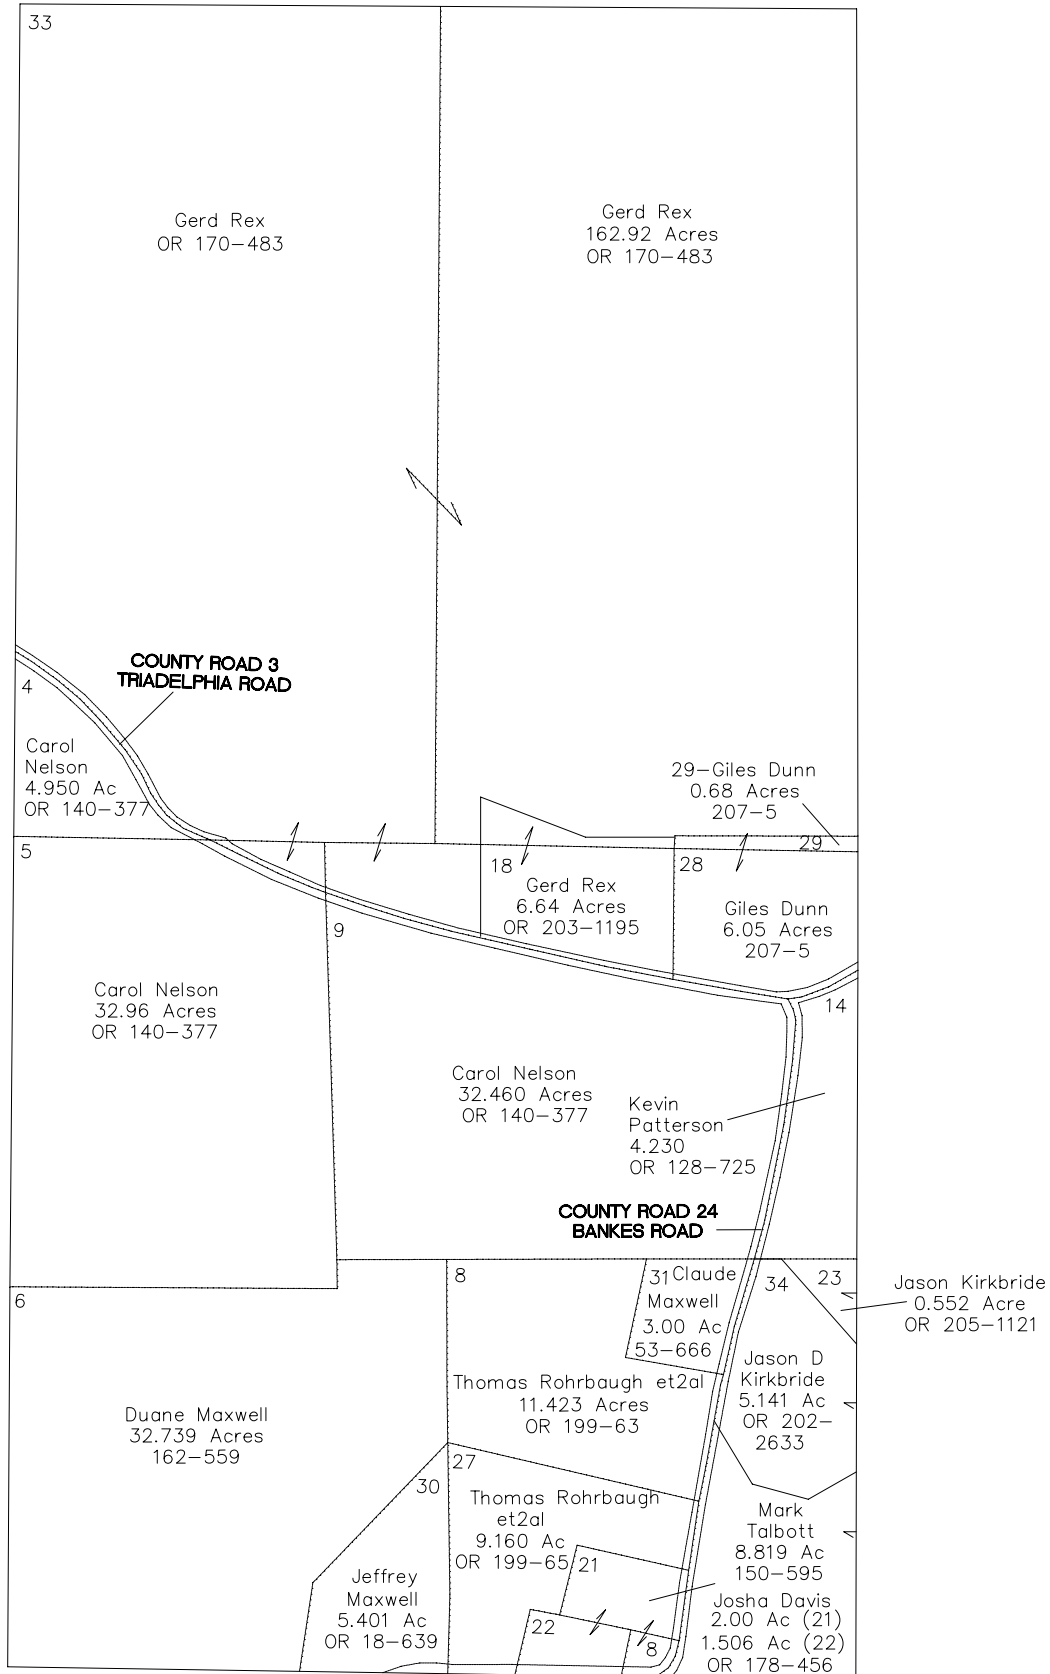 33
Gerd Rex
OR 170-483
Gerd Rex
162.92 Acres
OR 170-483
COUNTY ROAD 3
TRIADELPHIA ROAD
4
Carol
Nelson
4.950 Ac
OR 140-377
29-Giles Dunn
0.68 Acres
207-5
29
5
18
28
Gerd Rex
6.64 Acres
OR 203-1195
Giles Dunn
6.05 Acres
207-5
9
14
Carol Nelson
32.96 Acres
OR 140-377
Carol Nelson
32.460 Acres
OR 140-377
Kevin
Patterson
4.230
OR 128-725
COUNTY ROAD 24
BANKES ROAD
6
8
31
Claude
Maxwell
3.00 Ac
53-666
34
23
Jason Kirkbride
0.552 Acre
OR 205-1121
Jason D
Kirkbride
5.141 Ac
OR 202-
2633
Thomas Rohrbaugh et2al
11.423 Acres
OR 199-63
Duane Maxwell
32.739 Acres
162-559
27
30
Thomas Rohrbaugh
et2al
9.160 Ac
OR 199-65
21
Mark
Talbott
8.819 Ac
150-595
Jeffrey
Maxwell
5.401 Ac
OR 18-639
22
8
Josha Davis
2.00 Ac (21)
1.506 Ac (22)
OR 178-456